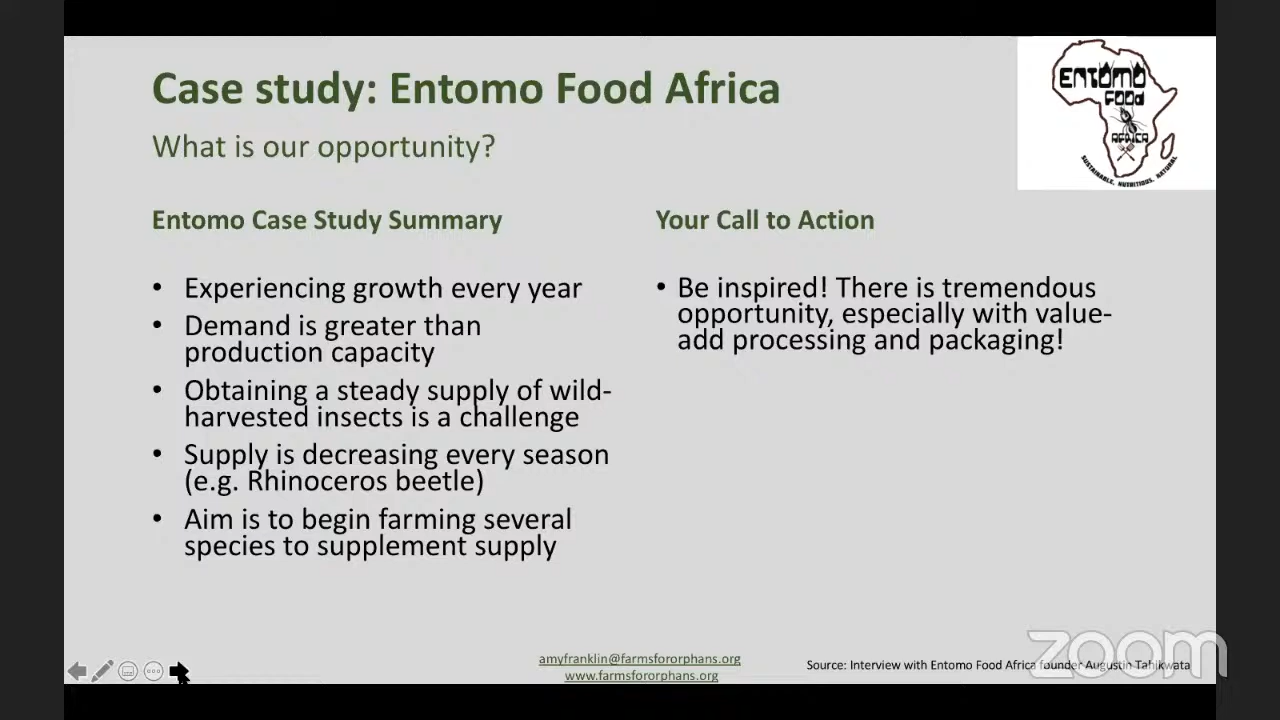 Case study: Entomo Food Africa
What is our opportunity?
ENTOMO
FOOD
AFRICA
SUSTAINABLE. NUTRITIOUS. NATURAL
Entomo Case Study Summary
• Experiencing growth every year
• Demand is greater than
production capacity
• Obtaining a steady supply of wild-
harvested insects is a challenge
• Supply is decreasing every season
(e.g. Rhinoceros beetle)
• Aim is to begin farming several
species to supplement supply
Your Call to Action
• Be inspired! There is tremendous
opportunity, especially with value-
add processing and packaging!
amyfranklin@farmsfororphans.org
www.farmsfororphans.org
Source: Interview with Entomo Food Africa founder Augustin
zoom